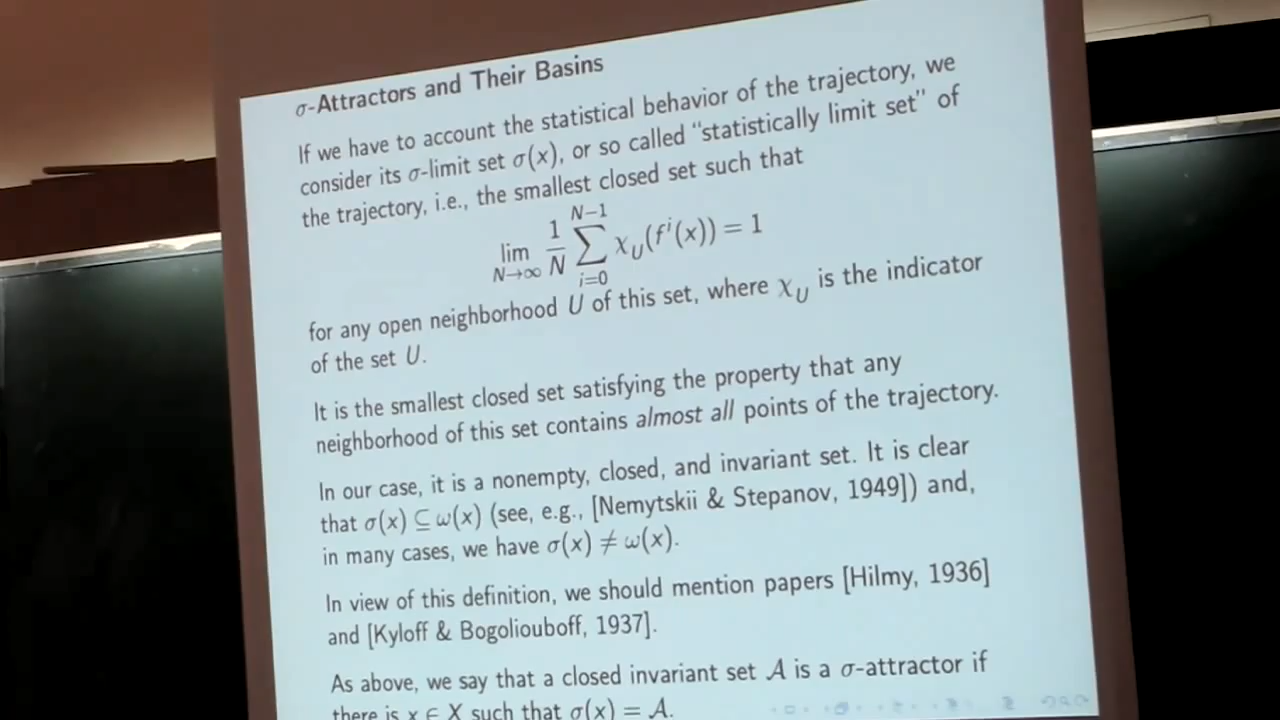 σ-Attractors and Their Basins
If we have to account the statistical behavior of the trajectory, we
consider its σ-limit set σ(x), or so called "statistically limit set" of
the trajectory, i.e., the smallest closed set such that
lim_{N→∞} 1/N ∑_{i=0}^{N−1} χ_U(f^i(x)) = 1
for any open neighborhood U of this set, where χ_U is the indicator
of the set U.
It is the smallest closed set satisfying the property that any
neighborhood of this set contains almost all points of the trajectory.
In our case, it is a nonempty, closed, and invariant set. It is clear
that σ(x) ⊆ ω(x) (see, e.g., [Nemytskii & Stepanov, 1949]) and,
in many cases, we have σ(x) ≠ ω(x).
In view of this definition, we should mention papers [Hilmy, 1936]
and [Kyloff & Bogoliouboff, 1937].
As above, we say that a closed invariant set A is a σ-attractor if
there is x ∈ X such that σ(x) = A.